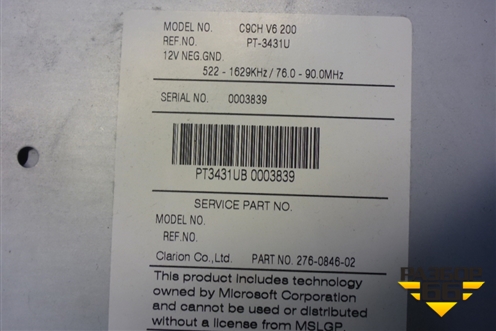 MODEL NO. C9CH V6 200
REF NO. PT-3431U
12V NEG.GND.
522 - 1629KHz / 76.0 - 90.0MHz
SERIAL NO. 0003839
PT3431UB 0003839
SERVICE PART NO.
MODEL NO.
REF.NO.
Clarion Co.,Ltd. PART NO. 276-0846-02
This product includes technology
owned by Microsoft Corporation
and cannot be used or distributed
without a license from MSLGP